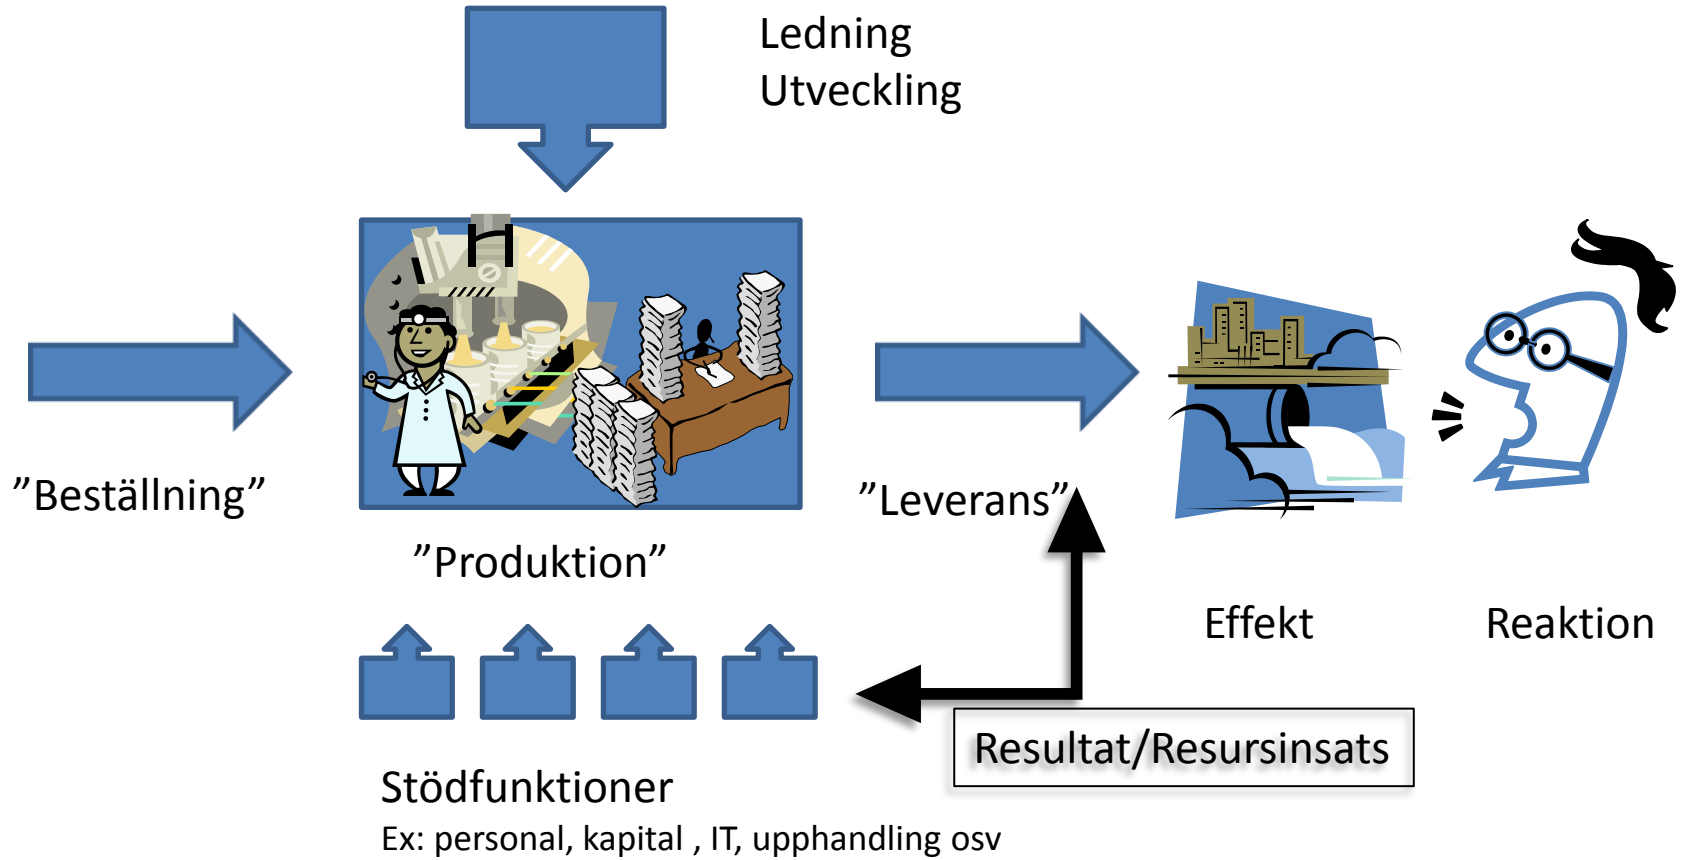 Ledning
Utveckling
”Beställning”
”Produktion”
”Leverans”
Effekt
Reaktion
Resultat/Resursinsats
Stödfunktioner
Ex: personal, kapital , IT, upphandling osv